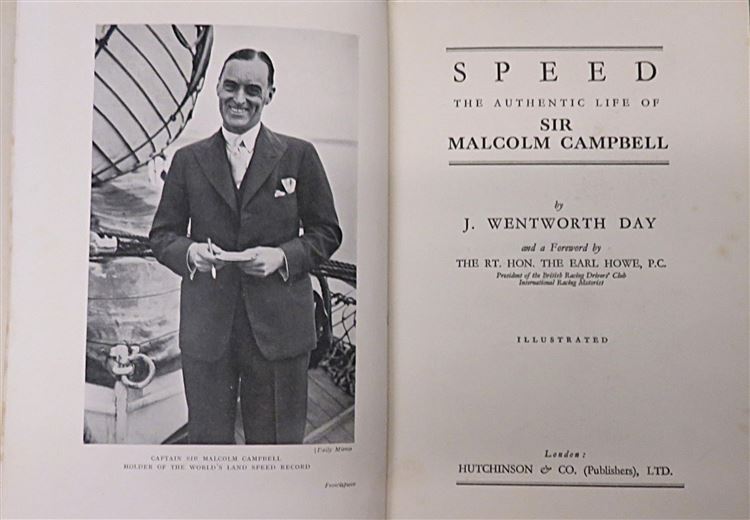 [Daily Mirror
CAPTAIN SIR MALCOLM CAMPBELL
HOLDER OF THE WORLD'S LAND SPEED RECORD
Frontispiece
SPEED
THE AUTHENTIC LIFE OF
SIR
MALCOLM CAMPBELL
by
J. WENTWORTH DAY
and a Foreword by
THE RT. HON. THE EARL HOWE, P.C.
President of the British Racing Drivers' Club
International Racing Motorist
ILLUSTRATED
London:
HUTCHINSON & CO. (Publishers), LTD.